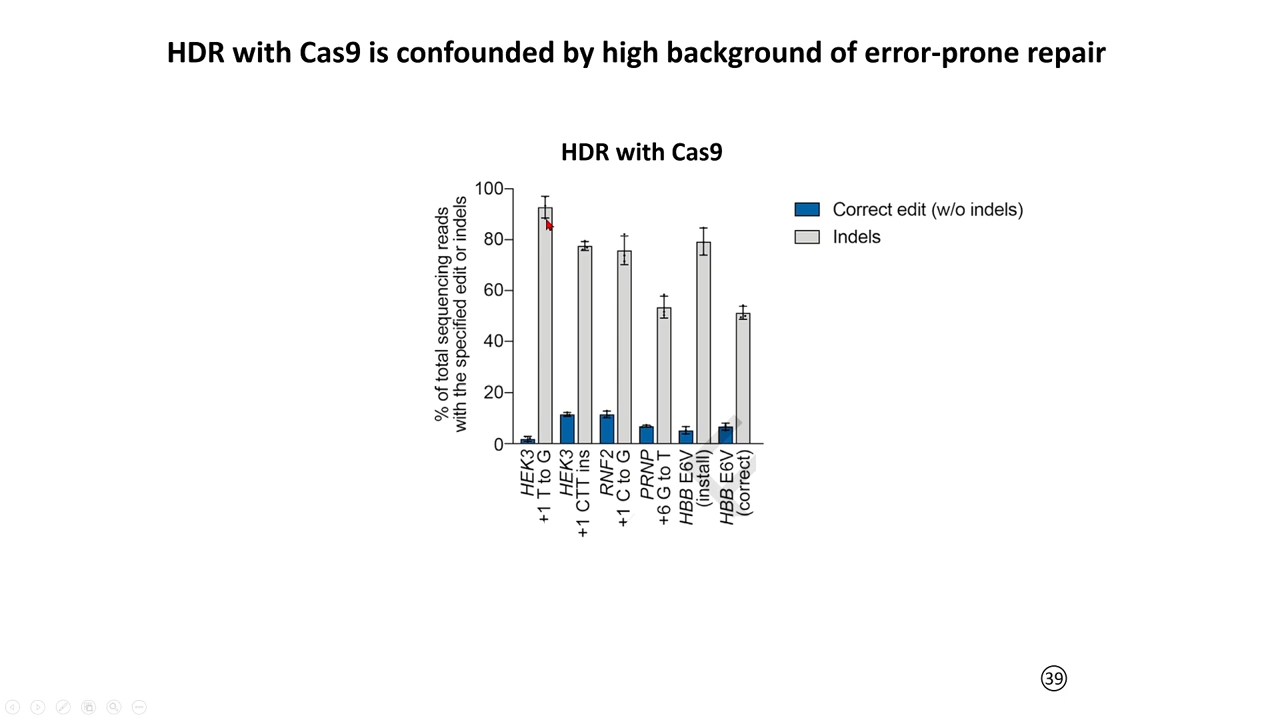 HDR with Cas9 is confounded by high background of error-prone repair
HDR with Cas9
% of total sequencing reads
with the specified edit or indels
100
80
60
40
20
0
Correct edit (w/o indels)
Indels
HEK3
+1 T to G
HEK3
+1 CTT ins
RNF2
+1 C to G
PRNP
+6 G to T
HBB E6V
(install)
HBB E6V
(correct)
39